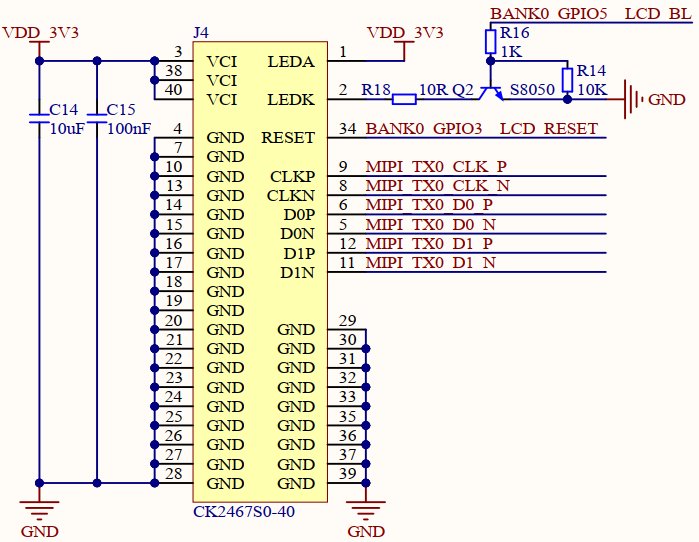 BANK0_GPIO5_LCD_BL
VDD_3V3
J4
VDD_3V3
R16
1K
3 VCI LEDA 1
R14
10K
38 VCI
40 VCI LEDK 2 R18 10R Q2 S8050
GND
C14
10uF
C15
100nF
4 GND RESET 34 BANK0_GPIO3_LCD_RESET
7 GND
10 GND CLKP 9 MIPI_TX0_CLK_P
13 GND CLKN 8 MIPI_TX0_CLK_N
14 GND D0P 6 MIPI_TX0_D0_P
15 GND D0N 5 MIPI_TX0_D0_N
16 GND D1P 12 MIPI_TX0_D1_P
17 GND D1N 11 MIPI_TX0_D1_N
18 GND
19 GND
20 GND GND 29
21 GND GND 30
22 GND GND 31
23 GND GND 32
24 GND GND 33
25 GND GND 35
26 GND GND 36
27 GND GND 37
28 GND GND 39
CK2467S0-40
GND
GND